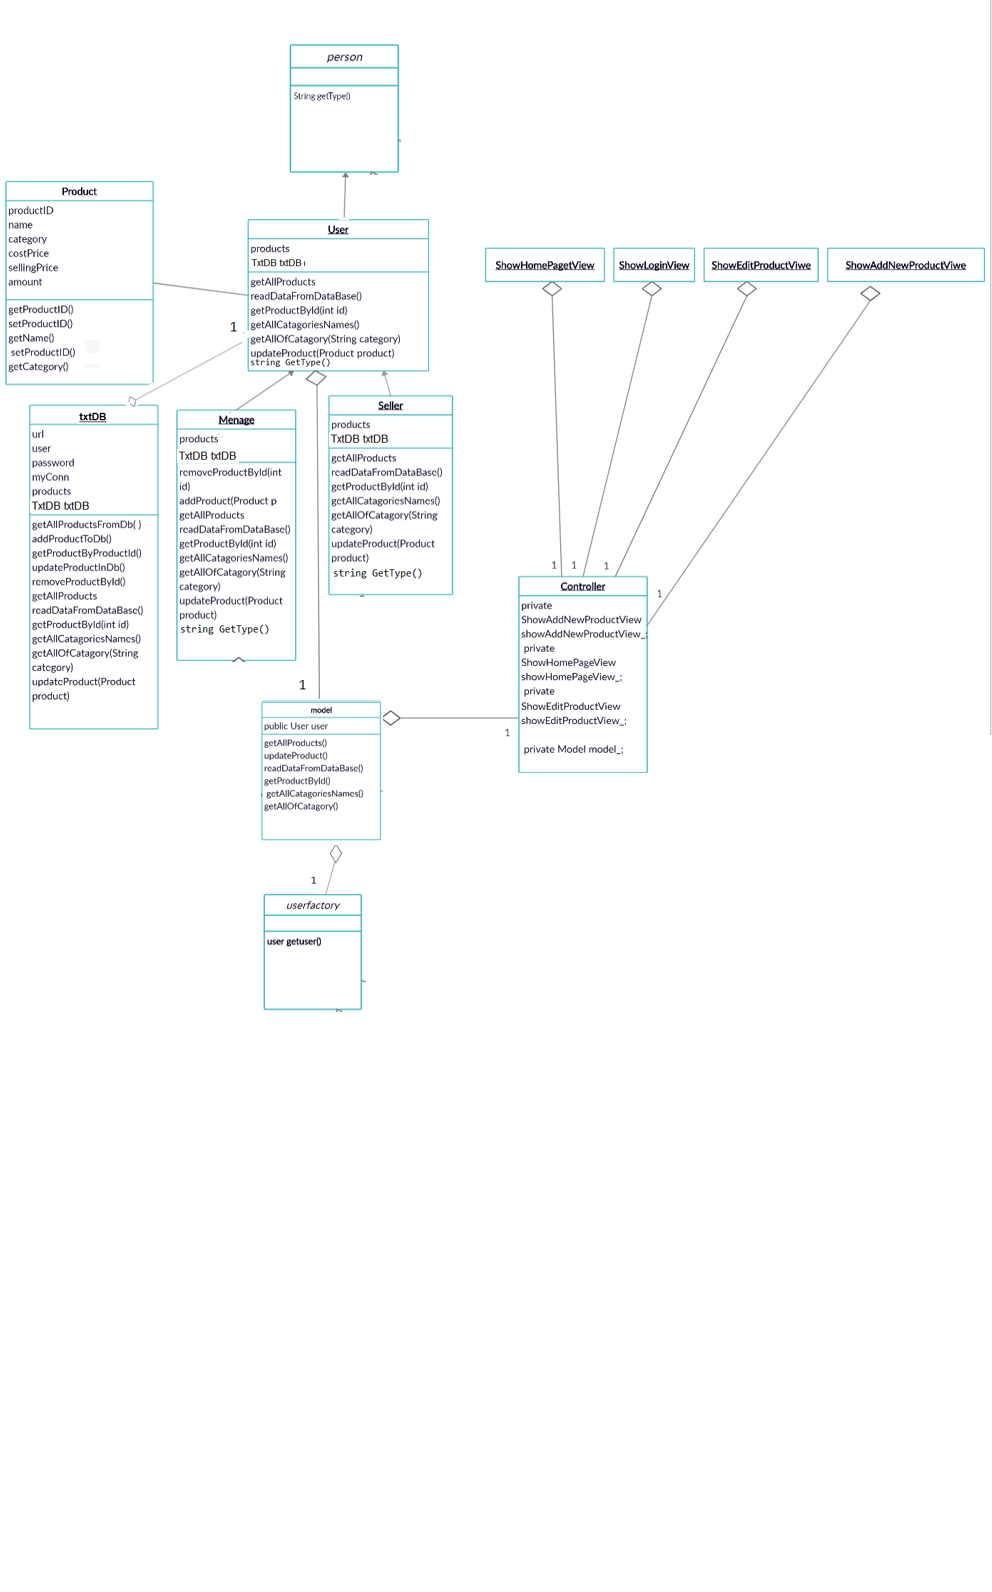 person
String getType()
Product
productID
name
category
costPrice
sellingPrice
amount
getProductID()
setProductID()
getName()
setProductID()
getCategory()
User
products
TxtDB txtDB
getAllProducts
readDataFromDataBase()
getProductById(int id)
getAllCatagoriesNames()
getAllOfCatagory(String category)
updateProduct(Product product)
string GetType()
1
ShowHomePagetView
ShowLoginView
ShowEditProductViwe
ShowAddNewProductViwe
txtDB
url
user
password
myConn
products
TxtDB txtDB
getAllProductsFromDb( )
addProductToDb()
getProductByProductId()
updateProductInDb()
removeProductById()
getAllProducts
readDataFromDataBase()
getProductById(int id)
getAllCatagoriesNames()
getAllOfCatagory(String
category)
updateProduct(Product
product)
Menage
products
TxtDB txtDB
removeProductById(int
id)
addProduct(Product p
getAllProducts
readDataFromDataBase()
getProductById(int id)
getAllCatagoriesNames()
getAllOfCatagory(String
category)
updateProduct(Product
product)
string GetType()
Seller
products
TxtDB txtDB
getAllProducts
readDataFromDataBase()
getProductById(int id)
getAllCatagoriesNames()
getAllOfCatagory(String
category)
updateProduct(Product
product)
string GetType()
1
1
1
1
Controller
private
ShowAddNewProductView
showAddNewProductView_;
private
ShowHomePageView
showHomePageView_;
private
ShowEditProductView
showEditProductView_;
private Model model_;
1
1
model
public User user
getAllProducts()
updateProduct()
readDataFromDataBase()
getProductById()
getAllCatagoriesNames()
getAllOfCatagory()
1
userfactory
user getuser()